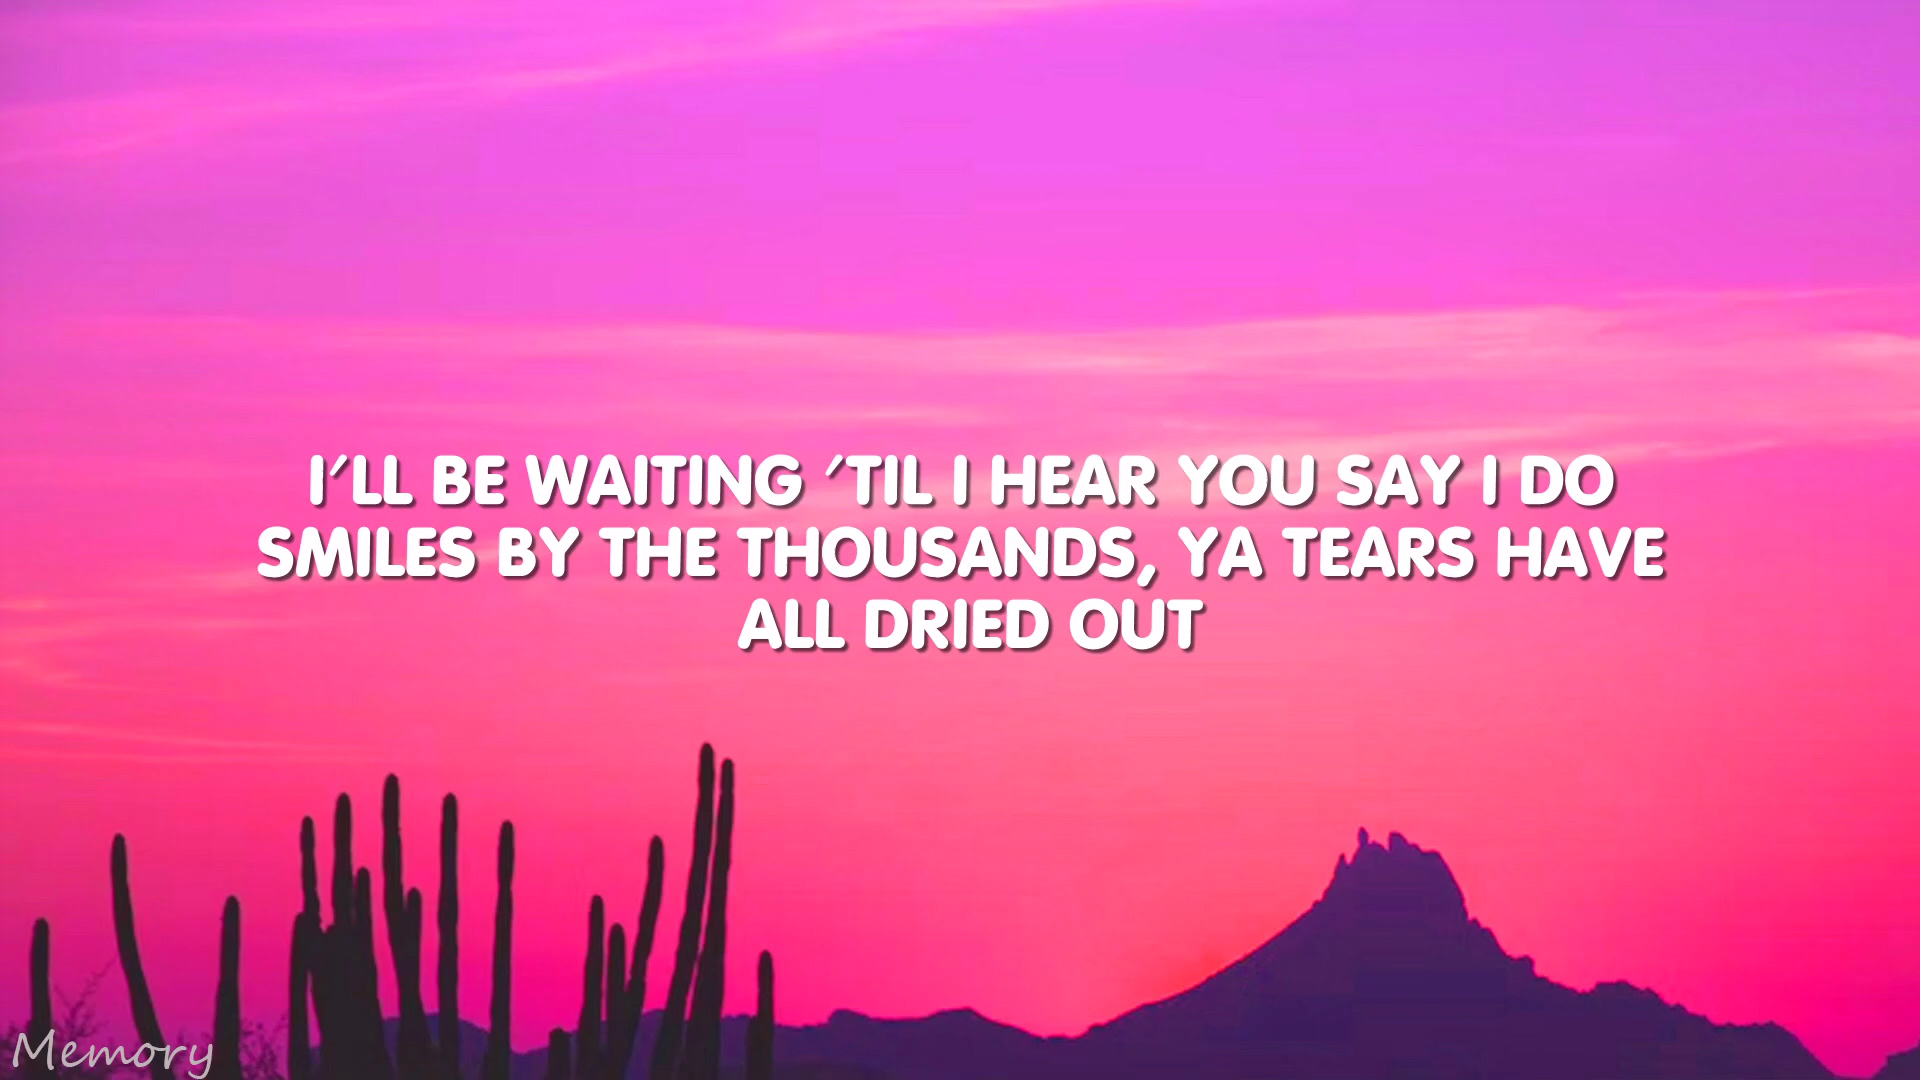 I'LL BE WAITING 'TIL I HEAR YOU SAY I DO
SMILES BY THE THOUSANDS, YA TEARS HAVE
ALL DRIED OUT
Memory